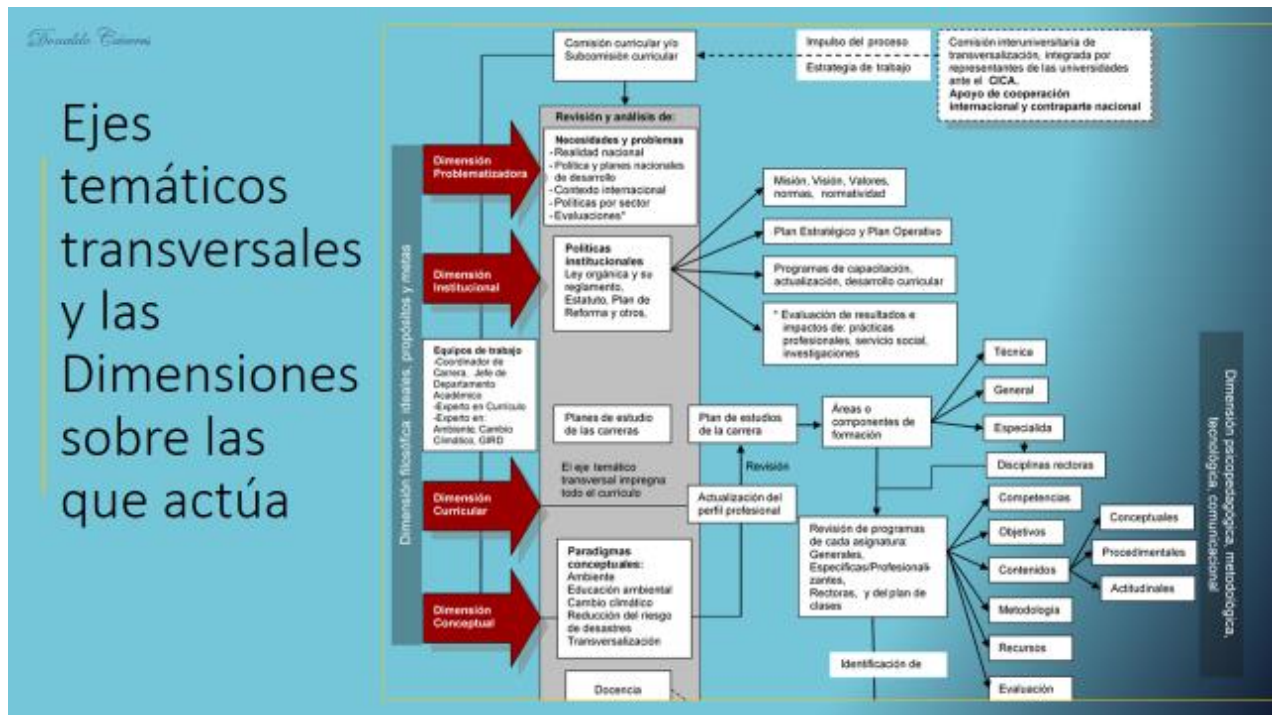 Ejes
temáticos
transversales
y las
Dimensiones
sobre las
que actúa
Comisión curricular y/o
Subcomisión curricular
Impulso del proceso
Estrategia de trabajo
Comisión interuniversitaria de
transversalización, integrada por
representantes de las universidades
ante el CICA.
Apoyo de cooperación
internacional y contraparte nacional
Dimensión filosófica ideales, propósitos y metas
Revisión y análisis de:
Dimensión
Problematizadora
Necesidades y problemas
-Realidad nacional
-Política y planes nacionales
de desarrollo
-Contexto internacional
-Políticas por sector
-Evaluaciones*
Dimensión
Institucional
Políticas
institucionales
Ley orgánica y su
reglamento,
Estatuto, Plan de
Reforma y otros,
Misión, Visión, Valores,
normas, normatividad
Plan Estratégico y Plan Operativo
Programas de capacitación,
actualización, desarrollo curricular
* Evaluación de resultados e
impactos de: prácticas
profesionales, servicio social,
investigaciones
Equipos de trabajo
-Coordinador de
Carrera, Jefe de
Departamento
Académico
-Experto en Currículo
-Experto en:
Ambiente, Cambio
Climático, GIRD
Planes de estudio
de las carreras
Plan de estudios
de la carrera
Áreas o
componentes de
formación
Técnica
General
Especialida
Disciplinas rectoras
El eje temático
transversal impregna
todo el currículo
Revisión
Dimensión
Curricular
Actualización del
perfil profesional
Revisión de programas
de cada asignatura:
Generales,
Específicas/Profesionali-
zantes,
Rectoras, y del plan de
clases
Competencias
Objetivos
Contenidos
Metodología
Recursos
Evaluación
Conceptuales
Procedimentales
Actitudinales
Dimensión
Conceptual
Paradigmas
conceptuales:
Ambiente
Educación ambiental
Cambio climático
Reducción del riesgo
de desastres
Transversalización
Identificación de
Docencia
Dimensión psicopedagógica, metodológica,
tecnológica comunicacional